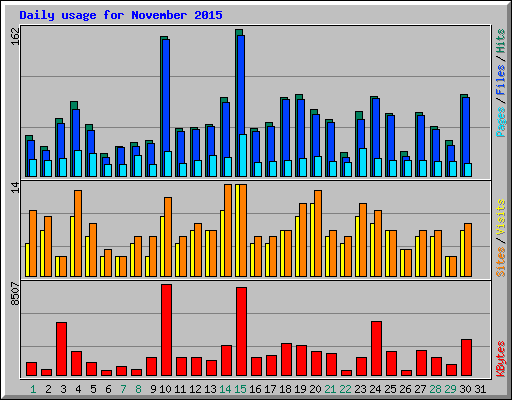 Daily usage for November 2015
162
Pages / Files / Hits
14
Sites / Visits
8507
KBytes
1 2 3 4 5 6 7 8 9 10 11 12 13 14 15 16 17 18 19 20 21 22 23 24 25 26 27 28 29 30 31